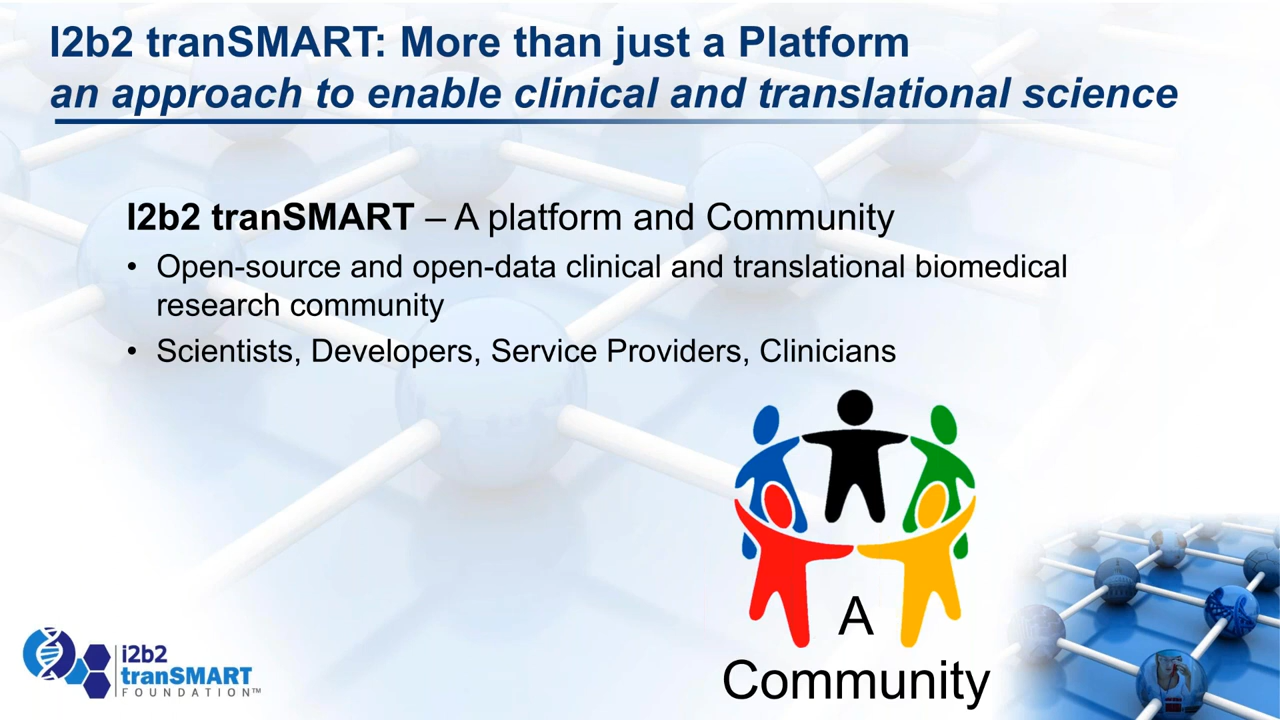 I2b2 tranSMART: More than just a Platform
an approach to enable clinical and translational science
I2b2 tranSMART – A platform and Community
• Open-source and open-data clinical and translational biomedical
research community
• Scientists, Developers, Service Providers, Clinicians
A
Community
i2b2
tranSMART
FOUNDATION™